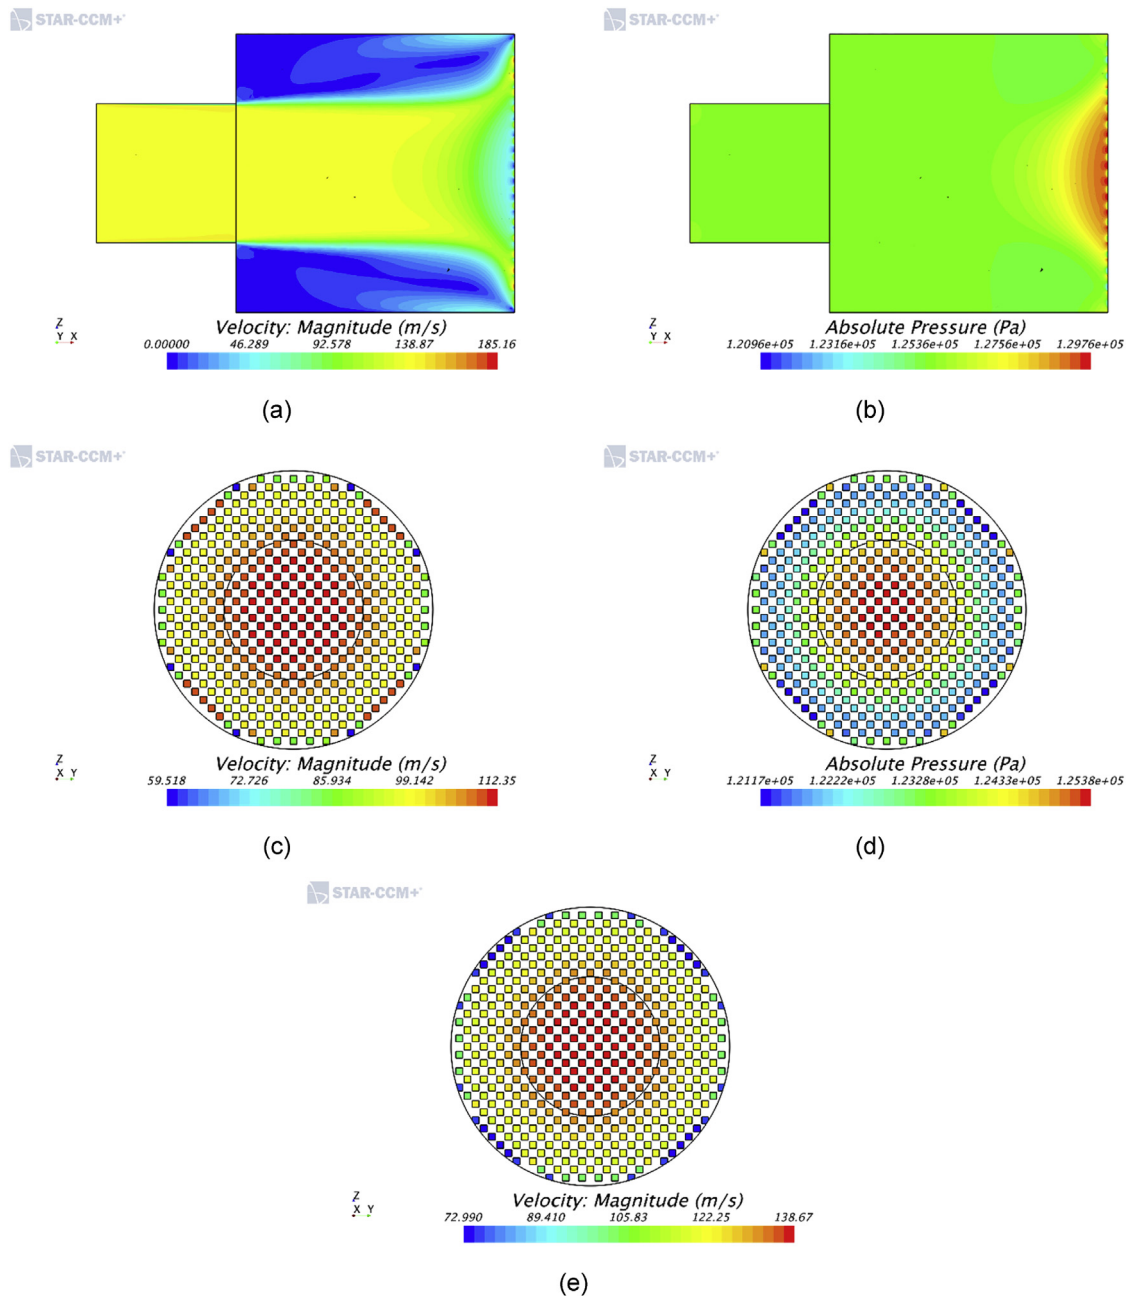 STAR-CCM+
STAR-CCM+
Z
Y X
Velocity: Magnitude (m/s)
0.00000 46.289 92.578 138.87 185.16
Z
Y X
Absolute Pressure (Pa)
1.2096e+05 1.2316e+05 1.2536e+05 1.2756e+05 1.2976e+05
(a)
(b)
STAR-CCM+
STAR-CCM+
Z
X Y
Velocity: Magnitude (m/s)
59.518 72.726 85.934 99.142 112.35
Z
X Y
Absolute Pressure (Pa)
1.2117e+05 1.2222e+05 1.2328e+05 1.2433e+05 1.2538e+05
(c)
(d)
STAR-CCM+
Z
X Y
Velocity: Magnitude (m/s)
72.990 89.410 105.83 122.25 138.67
(e)